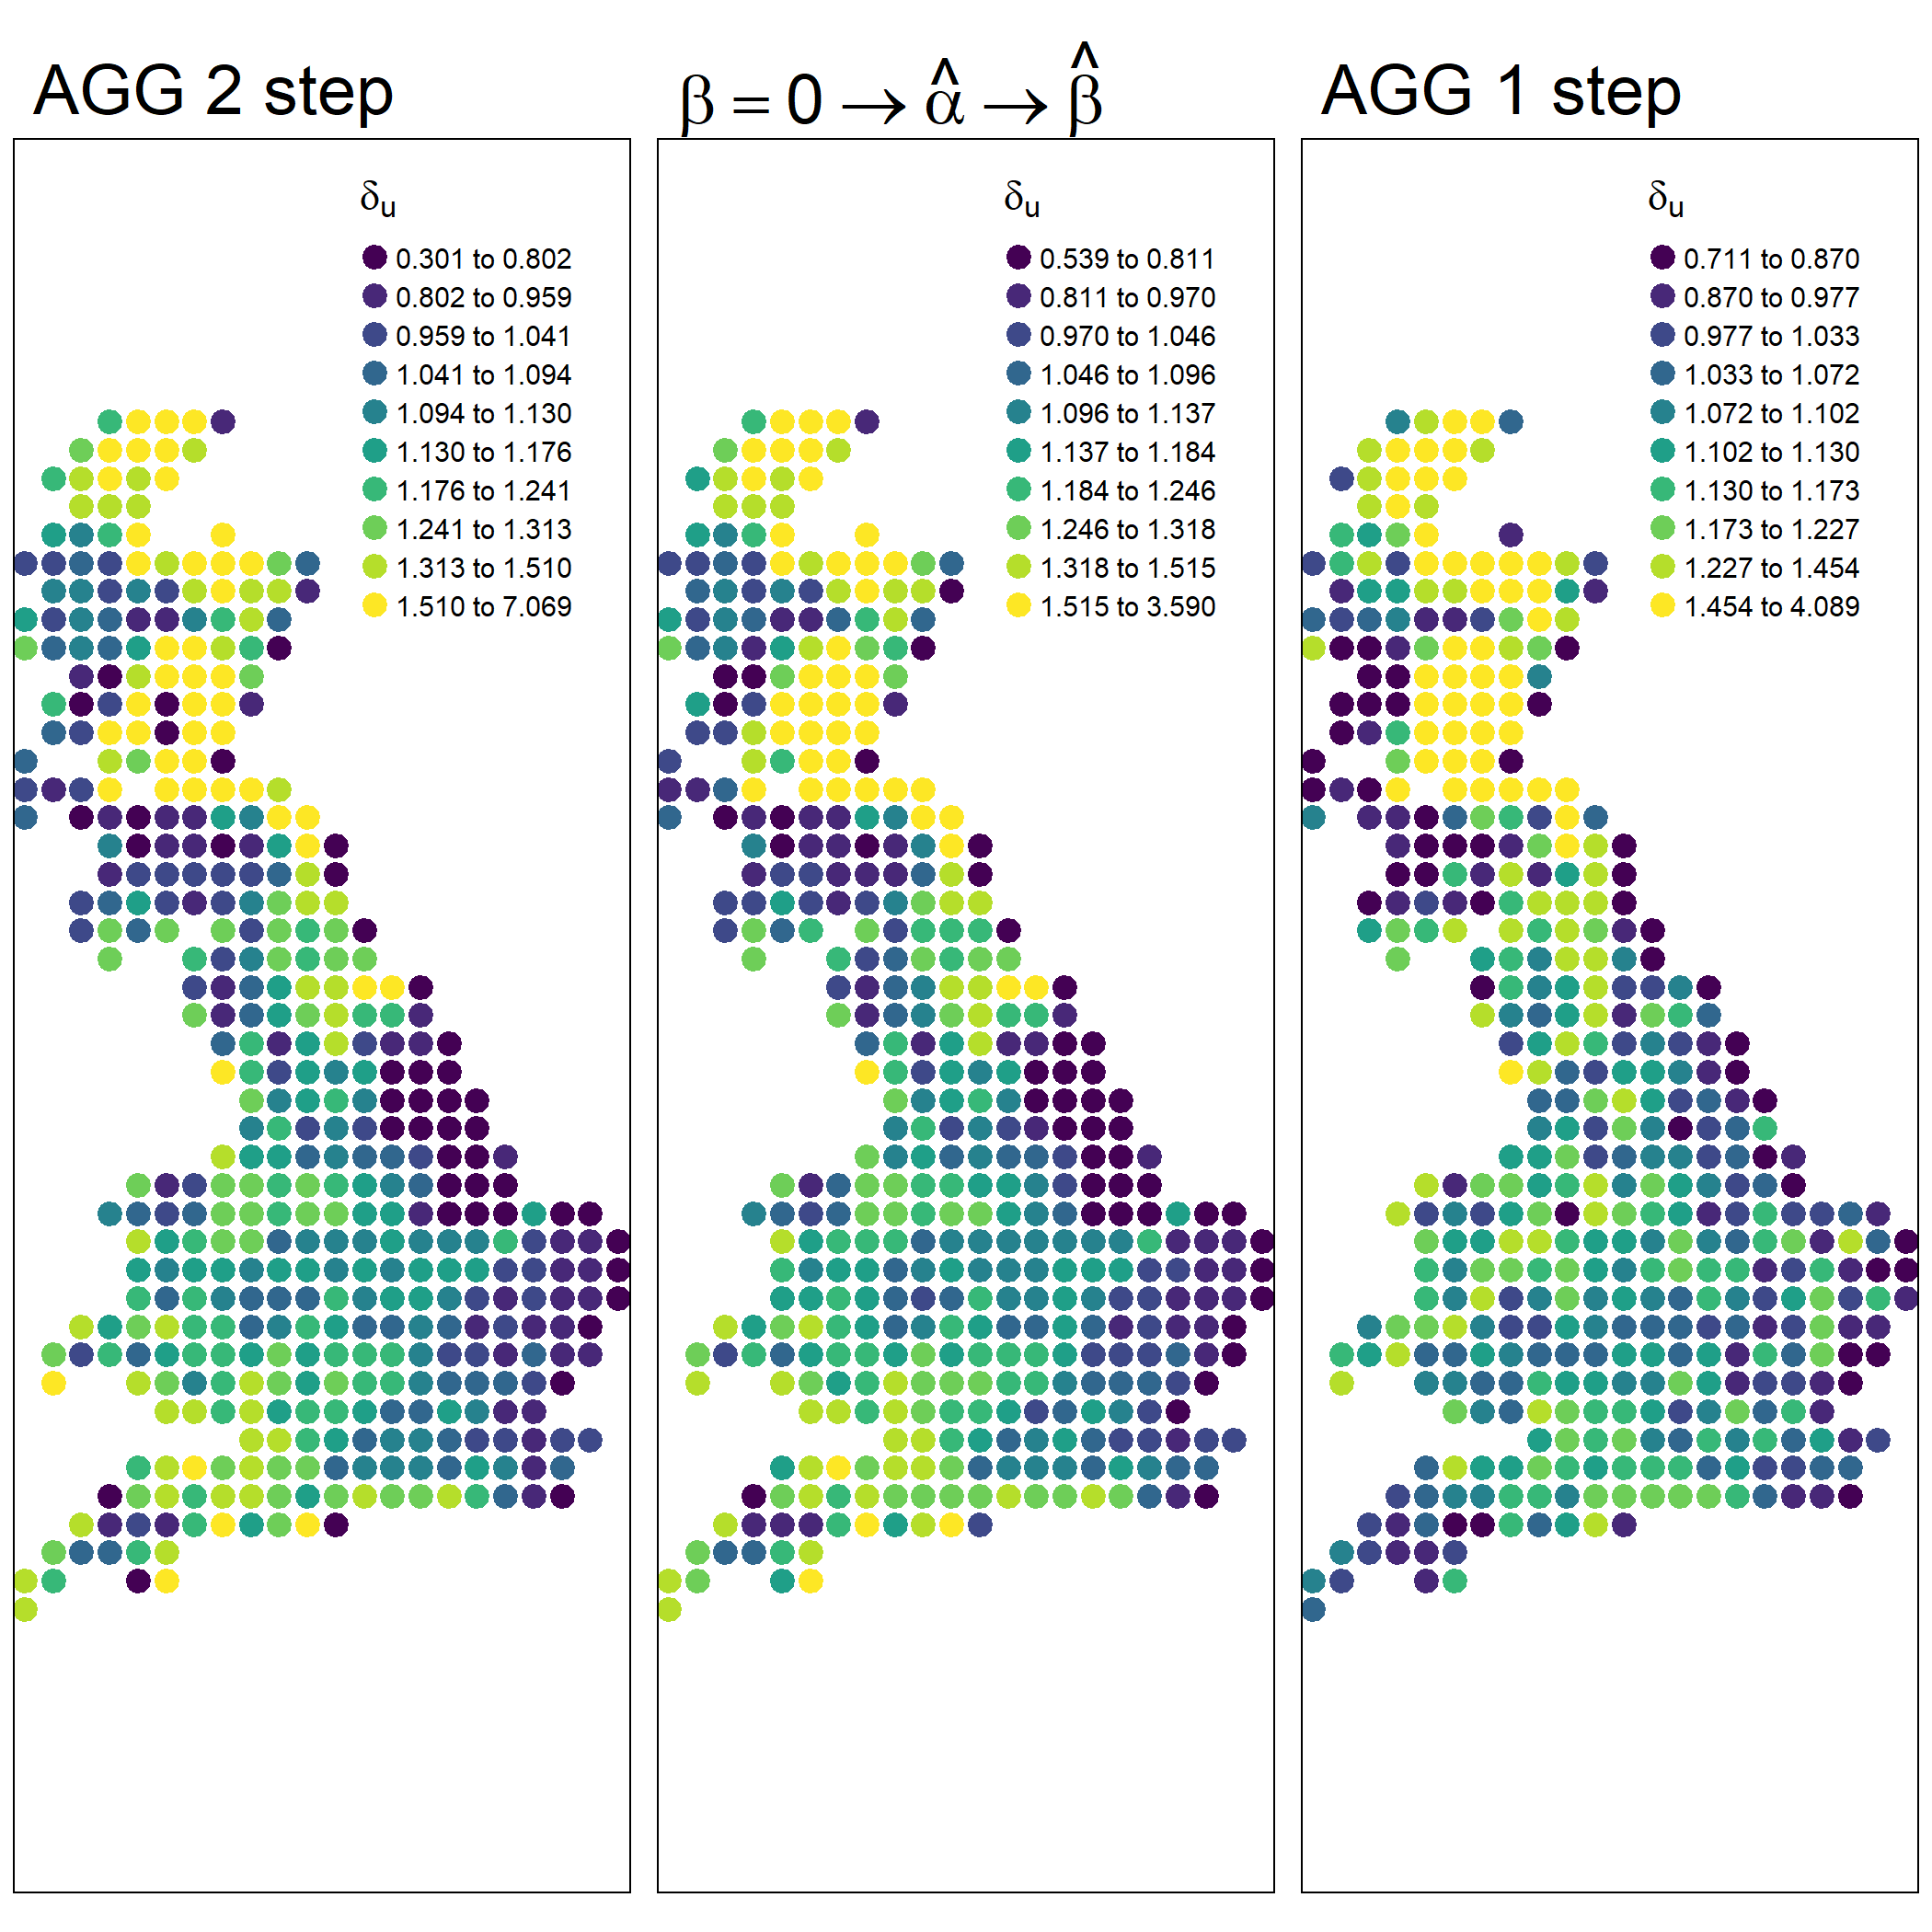 AGG 2 step
δu
0.301 to 0.802
0.802 to 0.959
0.959 to 1.041
1.041 to 1.094
1.094 to 1.130
1.130 to 1.176
1.176 to 1.241
1.241 to 1.313
1.313 to 1.510
1.510 to 7.069
β = 0 → α̂ → β̂
δu
0.539 to 0.811
0.811 to 0.970
0.970 to 1.046
1.046 to 1.096
1.096 to 1.137
1.137 to 1.184
1.184 to 1.246
1.246 to 1.318
1.318 to 1.515
1.515 to 3.590
AGG 1 step
δu
0.711 to 0.870
0.870 to 0.977
0.977 to 1.033
1.033 to 1.072
1.072 to 1.102
1.102 to 1.130
1.130 to 1.173
1.173 to 1.227
1.227 to 1.454
1.454 to 4.089